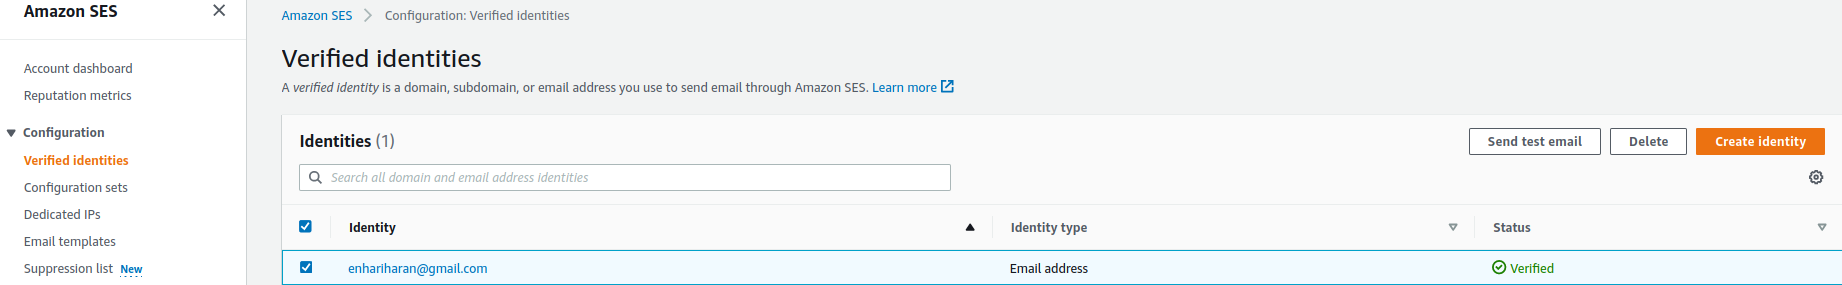 Amazon SES
Account dashboard
Reputation metrics
Configuration
Verified identities
Configuration sets
Dedicated IPs
Email templates
Suppression list New
Amazon SES > Configuration: Verified identities
Verified identities
A verified identity is a domain, subdomain, or email address you use to send email through Amazon SES. Learn more
Identities (1)
Send test email Delete Create identity
Search all domain and email address identities
Identity Identity type Status
enhariharan@gmail.com Email address Verified